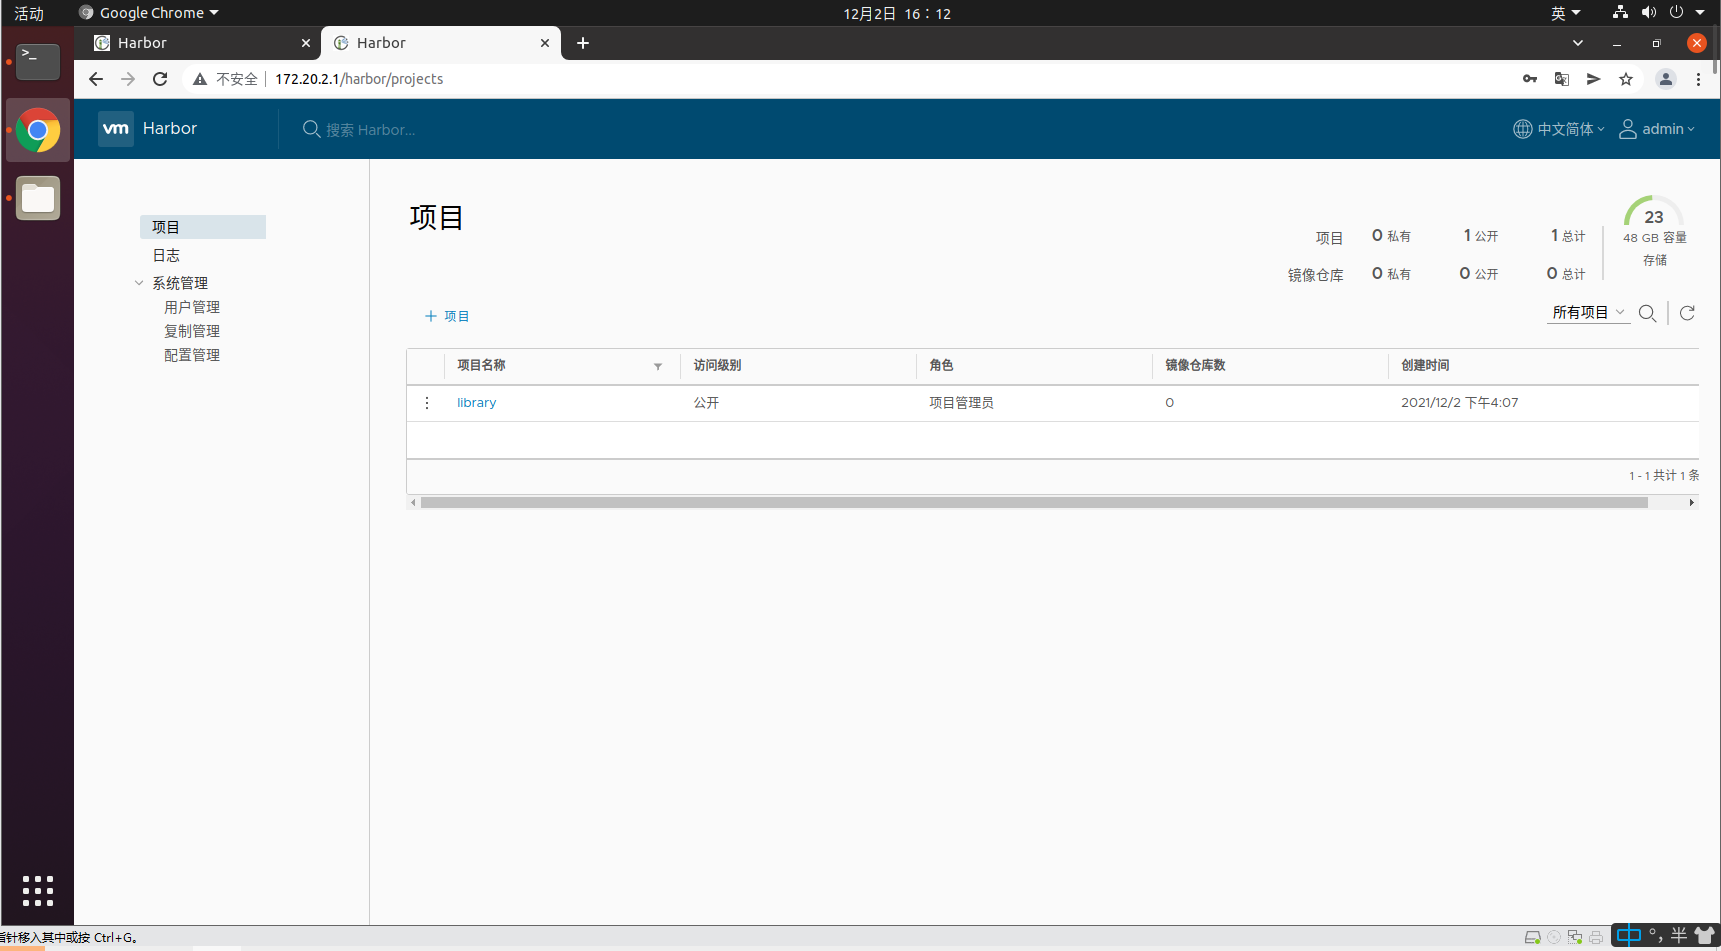 活动 Google Chrome 12月2日 16：12 英
Harbor Harbor
不安全 172.20.2.1/harbor/projects
vm Harbor 搜索 Harbor... 中文简体 admin
项目
日志
系统管理
用户管理
复制管理
配置管理
项目
项目 0 私有 1 公开 1 总计
镜像仓库 0 私有 0 公开 0 总计
23
48 GB 容量
存储
+ 项目
所有项目
项目名称 访问级别 角色 镜像仓库数 创建时间
library 公开 项目管理员 0 2021/12/2 下午4:07
1 - 1 共计 1 条
指针移入其中或按 Ctrl+G。
中 °, 半